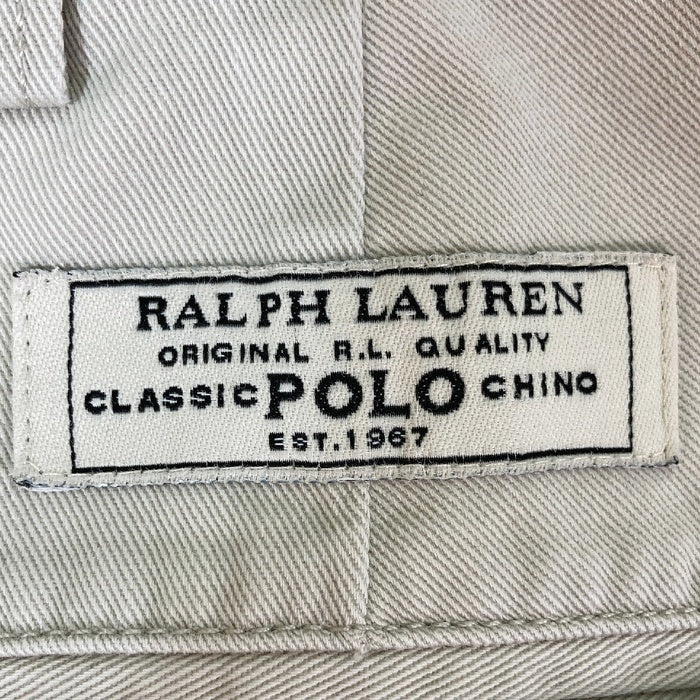 RALPH LAUREN
ORIGINAL R.L. QUALITY
CLASSIC POLO CHINO
EST. 1967